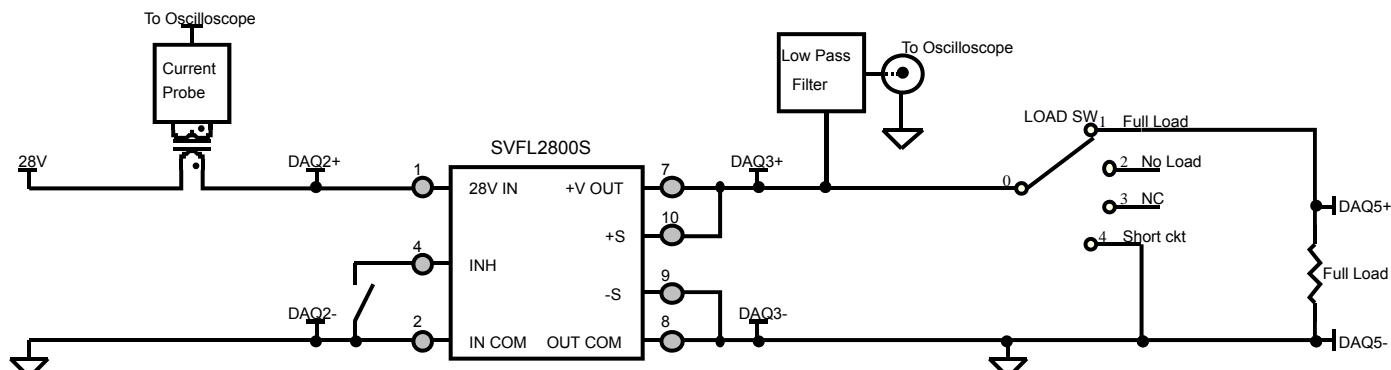 To Oscilloscope
Current
Probe
28V
DAQ2+
DAQ2-
SVFL2800S
1
4
2
28V IN
INH
IN COM
+V OUT
+S
-S
OUT COM
7
10
9
8
DAQ3+
DAQ3-
Low Pass
Filter
To Oscilloscope
LOAD SW
0
1 Full Load
2 No Load
3 NC
4 Short ckt
DAQ5+
Full Load
DAQ5-